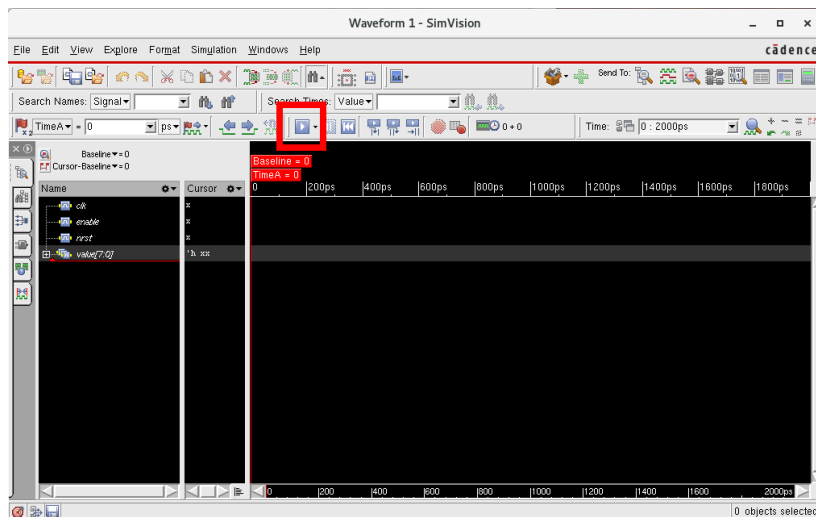 Waveform 1 - SimVision
File Edit View Explore Format Simulation Windows Help
cādence
Send To:
Search Names: Signal
Search Times: Value
TimeA = 0 ps
0 + 0
Time: 0 : 2000ps
Baseline = 0
Cursor-Baseline = 0
Baseline = 0
TimeA = 0
Name Cursor
0 200ps 400ps 600ps 800ps 1000ps 1200ps 1400ps 1600ps 1800ps
clk x
enable x
nrst x
value[7:0] 'h xx
0 200 400 600 800 1000 1200 1400 1600 2000ps
0 objects selected